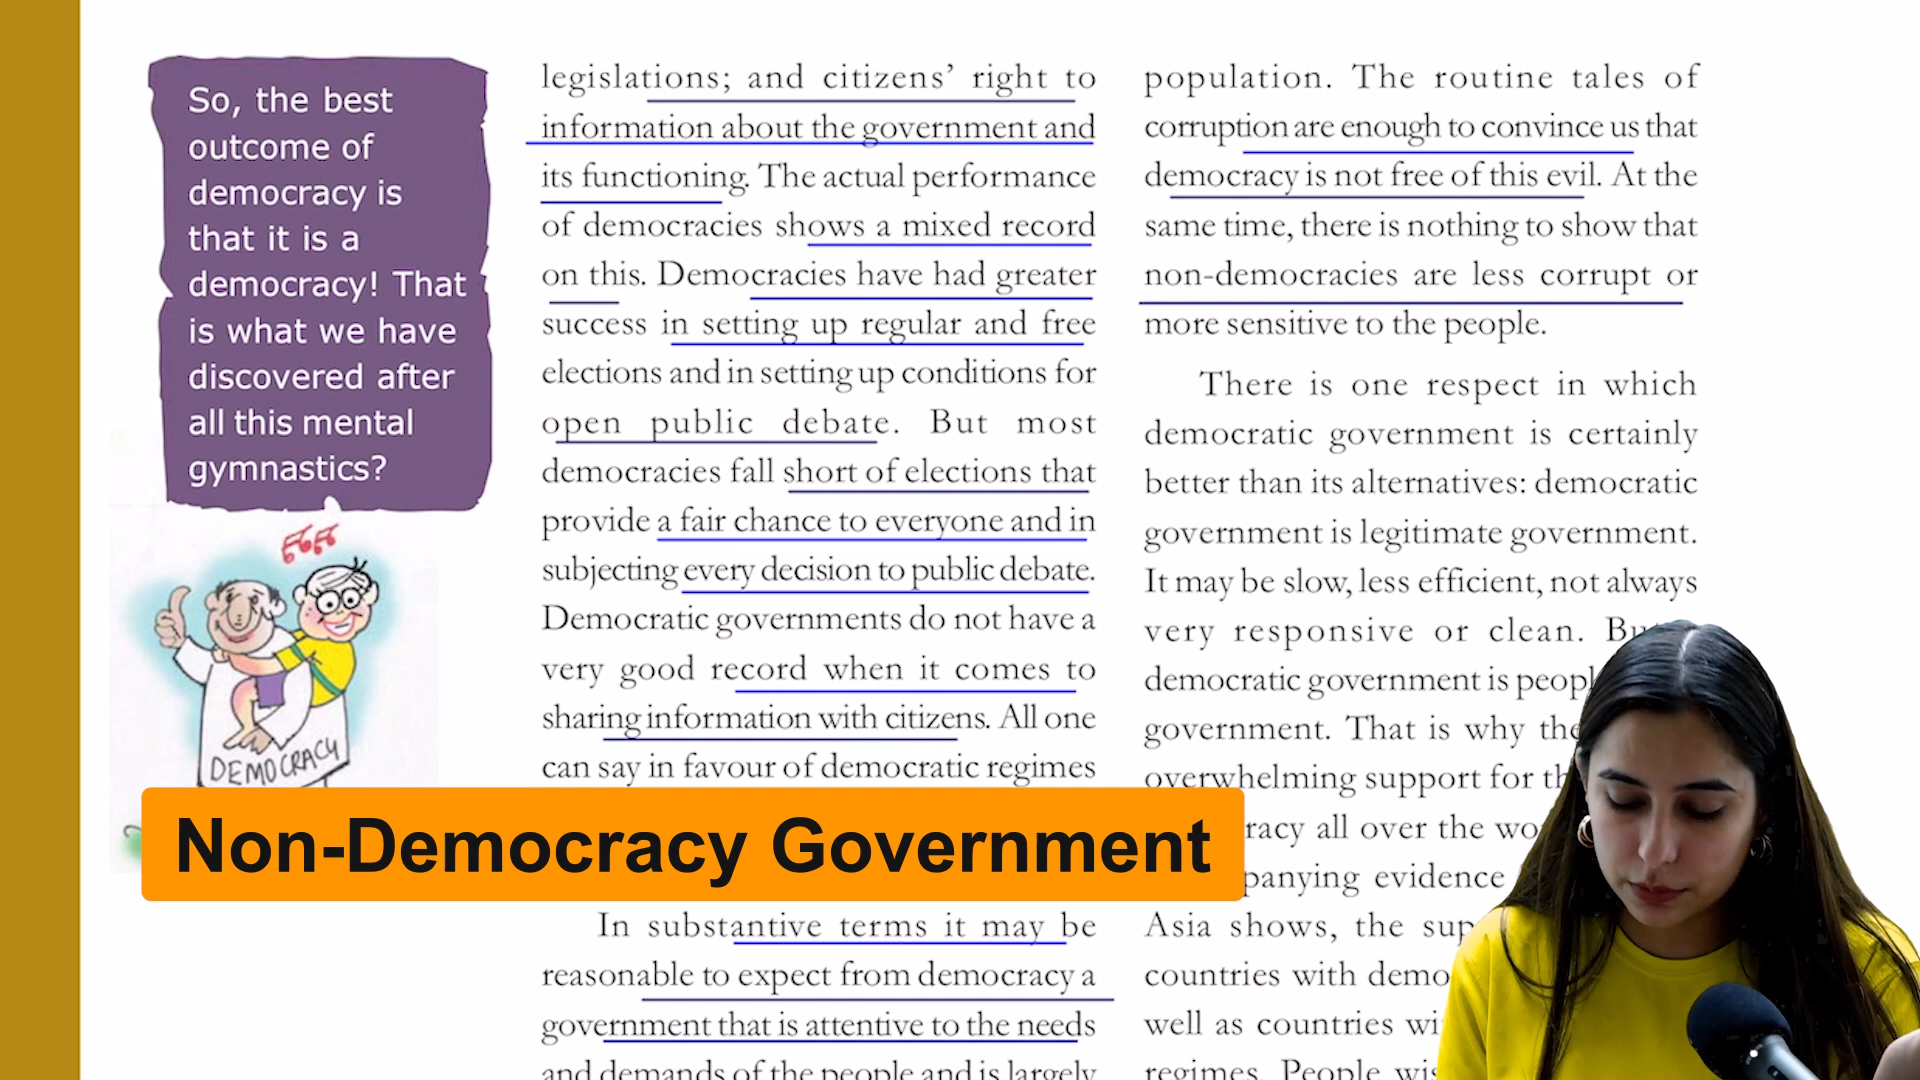 So, the best
outcome of
democracy is
that it is a
democracy! That
is what we have
discovered after
all this mental
gymnastics?
DEMOCRACY
legislations; and citizens’ right to
information about the government and
its functioning. The actual performance
of democracies shows a mixed record
on this. Democracies have had greater
success in setting up regular and free
elections and in setting up conditions for
open public debate. But most
democracies fall short of elections that
provide a fair chance to everyone and in
subjecting every decision to public debate.
Democratic governments do not have a
very good record when it comes to
sharing information with citizens. All one
can say in favour of democratic regimes
Non-Democracy Government
In substantive terms it may be
reasonable to expect from democracy a
government that is attentive to the needs
and demands of the people and is largely
population. The routine tales of
corruption are enough to convince us that
democracy is not free of this evil. At the
same time, there is nothing to show that
non-democracies are less corrupt or
more sensitive to the people.
There is one respect in which
democratic government is certainly
better than its alternatives: democratic
government is legitimate government.
It may be slow, less efficient, not always
very responsive or clean.
democratic government is
government. That is why
overwhelming support for
all over the
evidence
Asia shows, the
countries with
well as countries
regimes. People